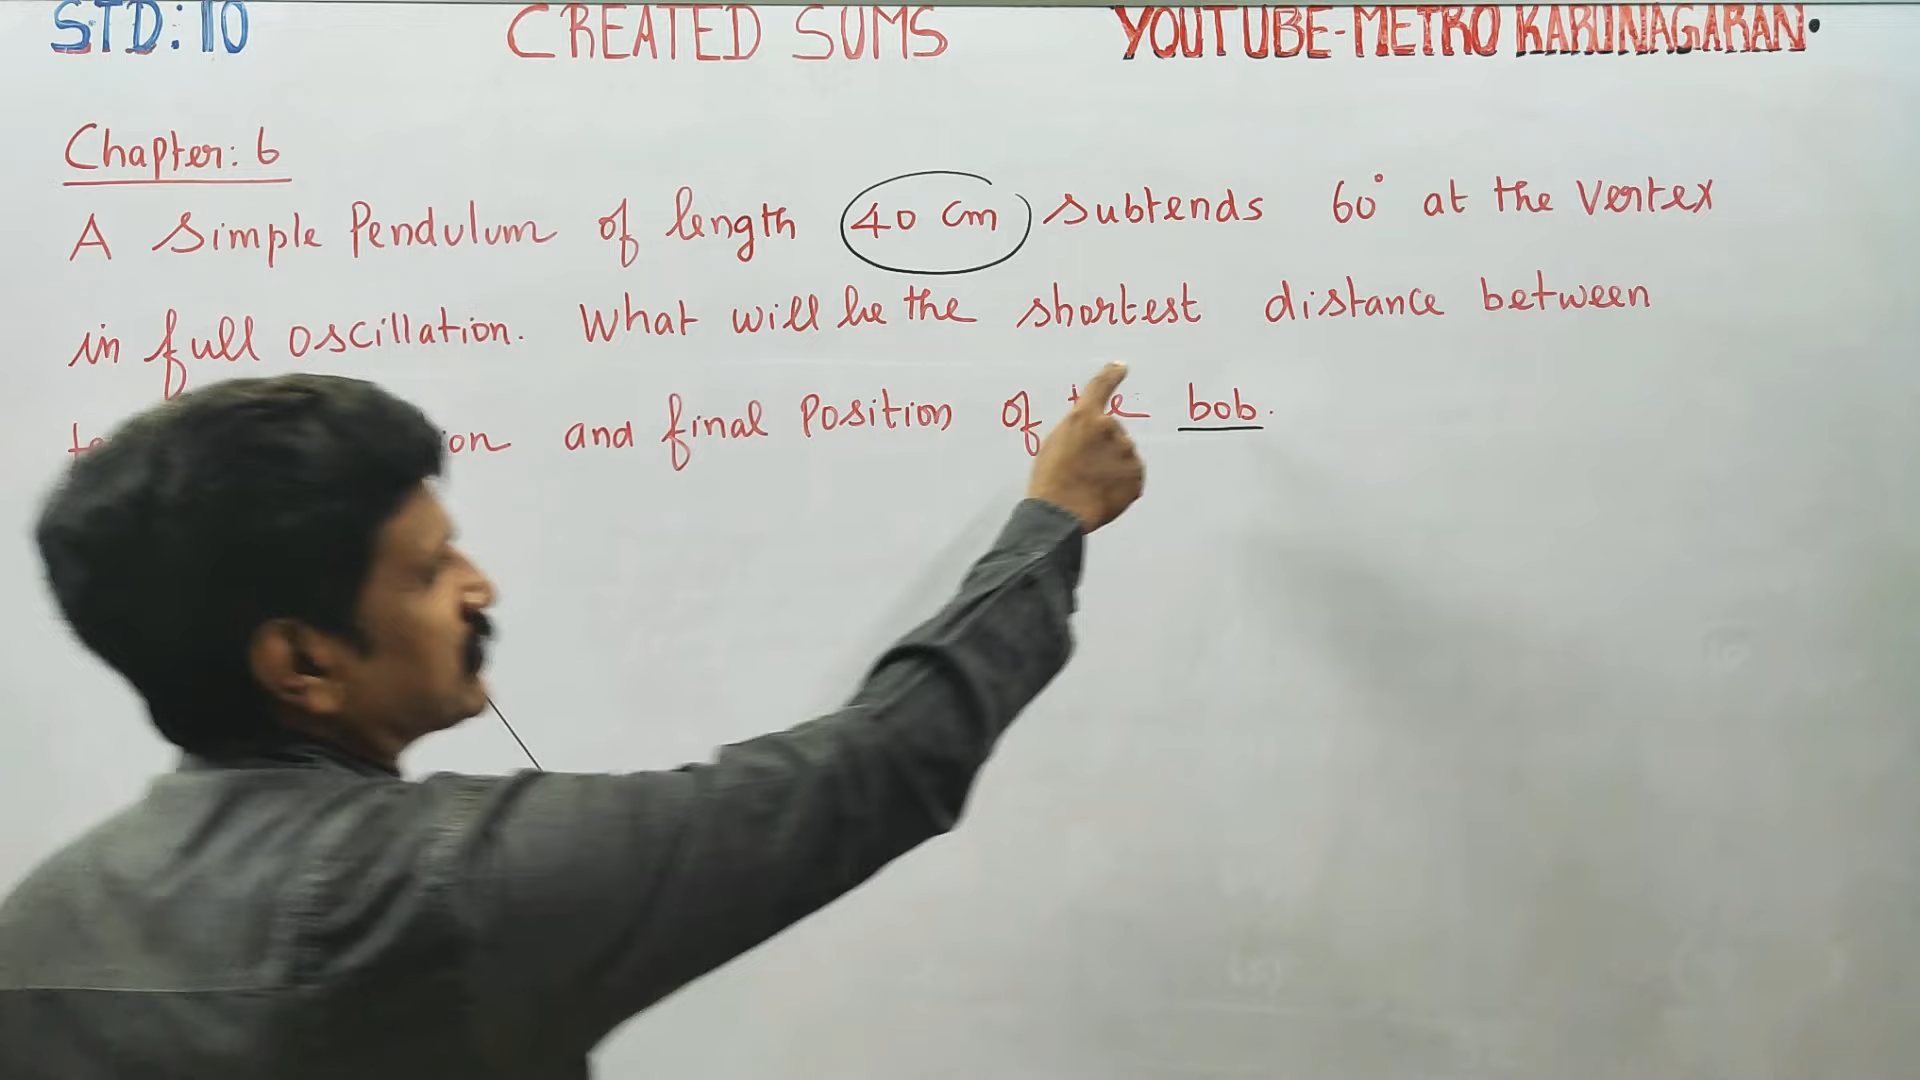 STD: 10
CREATED SUMS
YOUTUBE-METRO KARUNAGARAN.
Chapter: 6
A Simple Pendulum of length 40 cm subtends 60° at the vertex
in full oscillation. What will be the shortest distance between
and final Position of the bob.